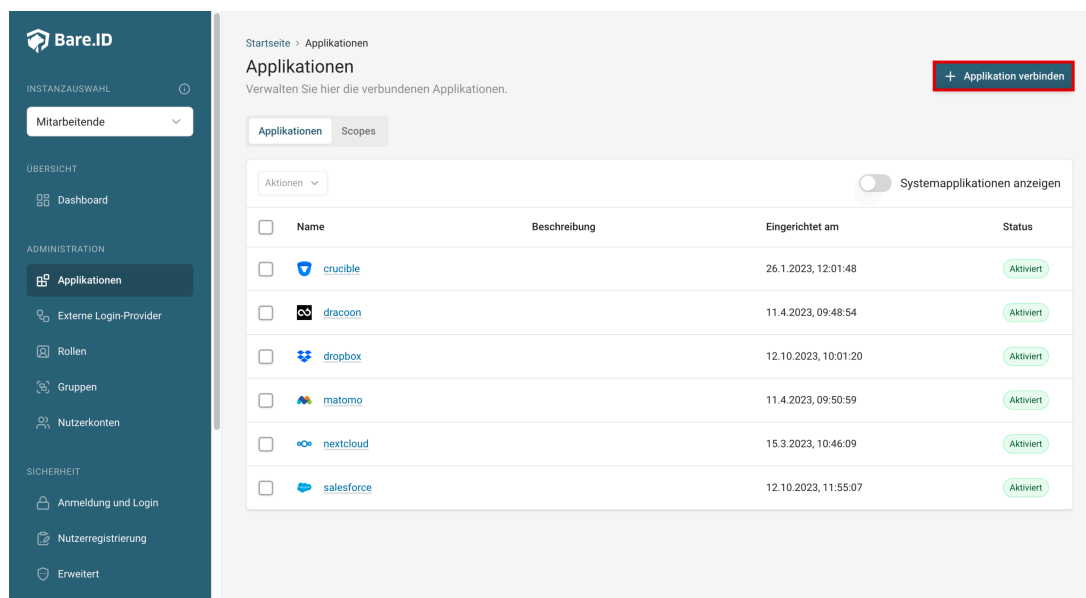 Bare.ID
INSTANZAUSWAHL
Mitarbeitende
ÜBERSICHT
Dashboard
ADMINISTRATION
Applikationen
Externe Login-Provider
Rollen
Gruppen
Nutzerkonten
SICHERHEIT
Anmeldung und Login
Nutzerregistrierung
Erweitert
Startseite > Applikationen
Applikationen
Verwalten Sie hier die verbundenen Applikationen.
+ Applikation verbinden
Applikationen Scopes
Aktionen Systemapplikationen anzeigen
Name Beschreibung Eingerichtet am Status
crucible 26.1.2023, 12:01:48 Aktiviert
dracoon 11.4.2023, 09:48:54 Aktiviert
dropbox 12.10.2023, 10:01:20 Aktiviert
matomo 11.4.2023, 09:50:59 Aktiviert
nextcloud 15.3.2023, 10:46:09 Aktiviert
salesforce 12.10.2023, 11:55:07 Aktiviert